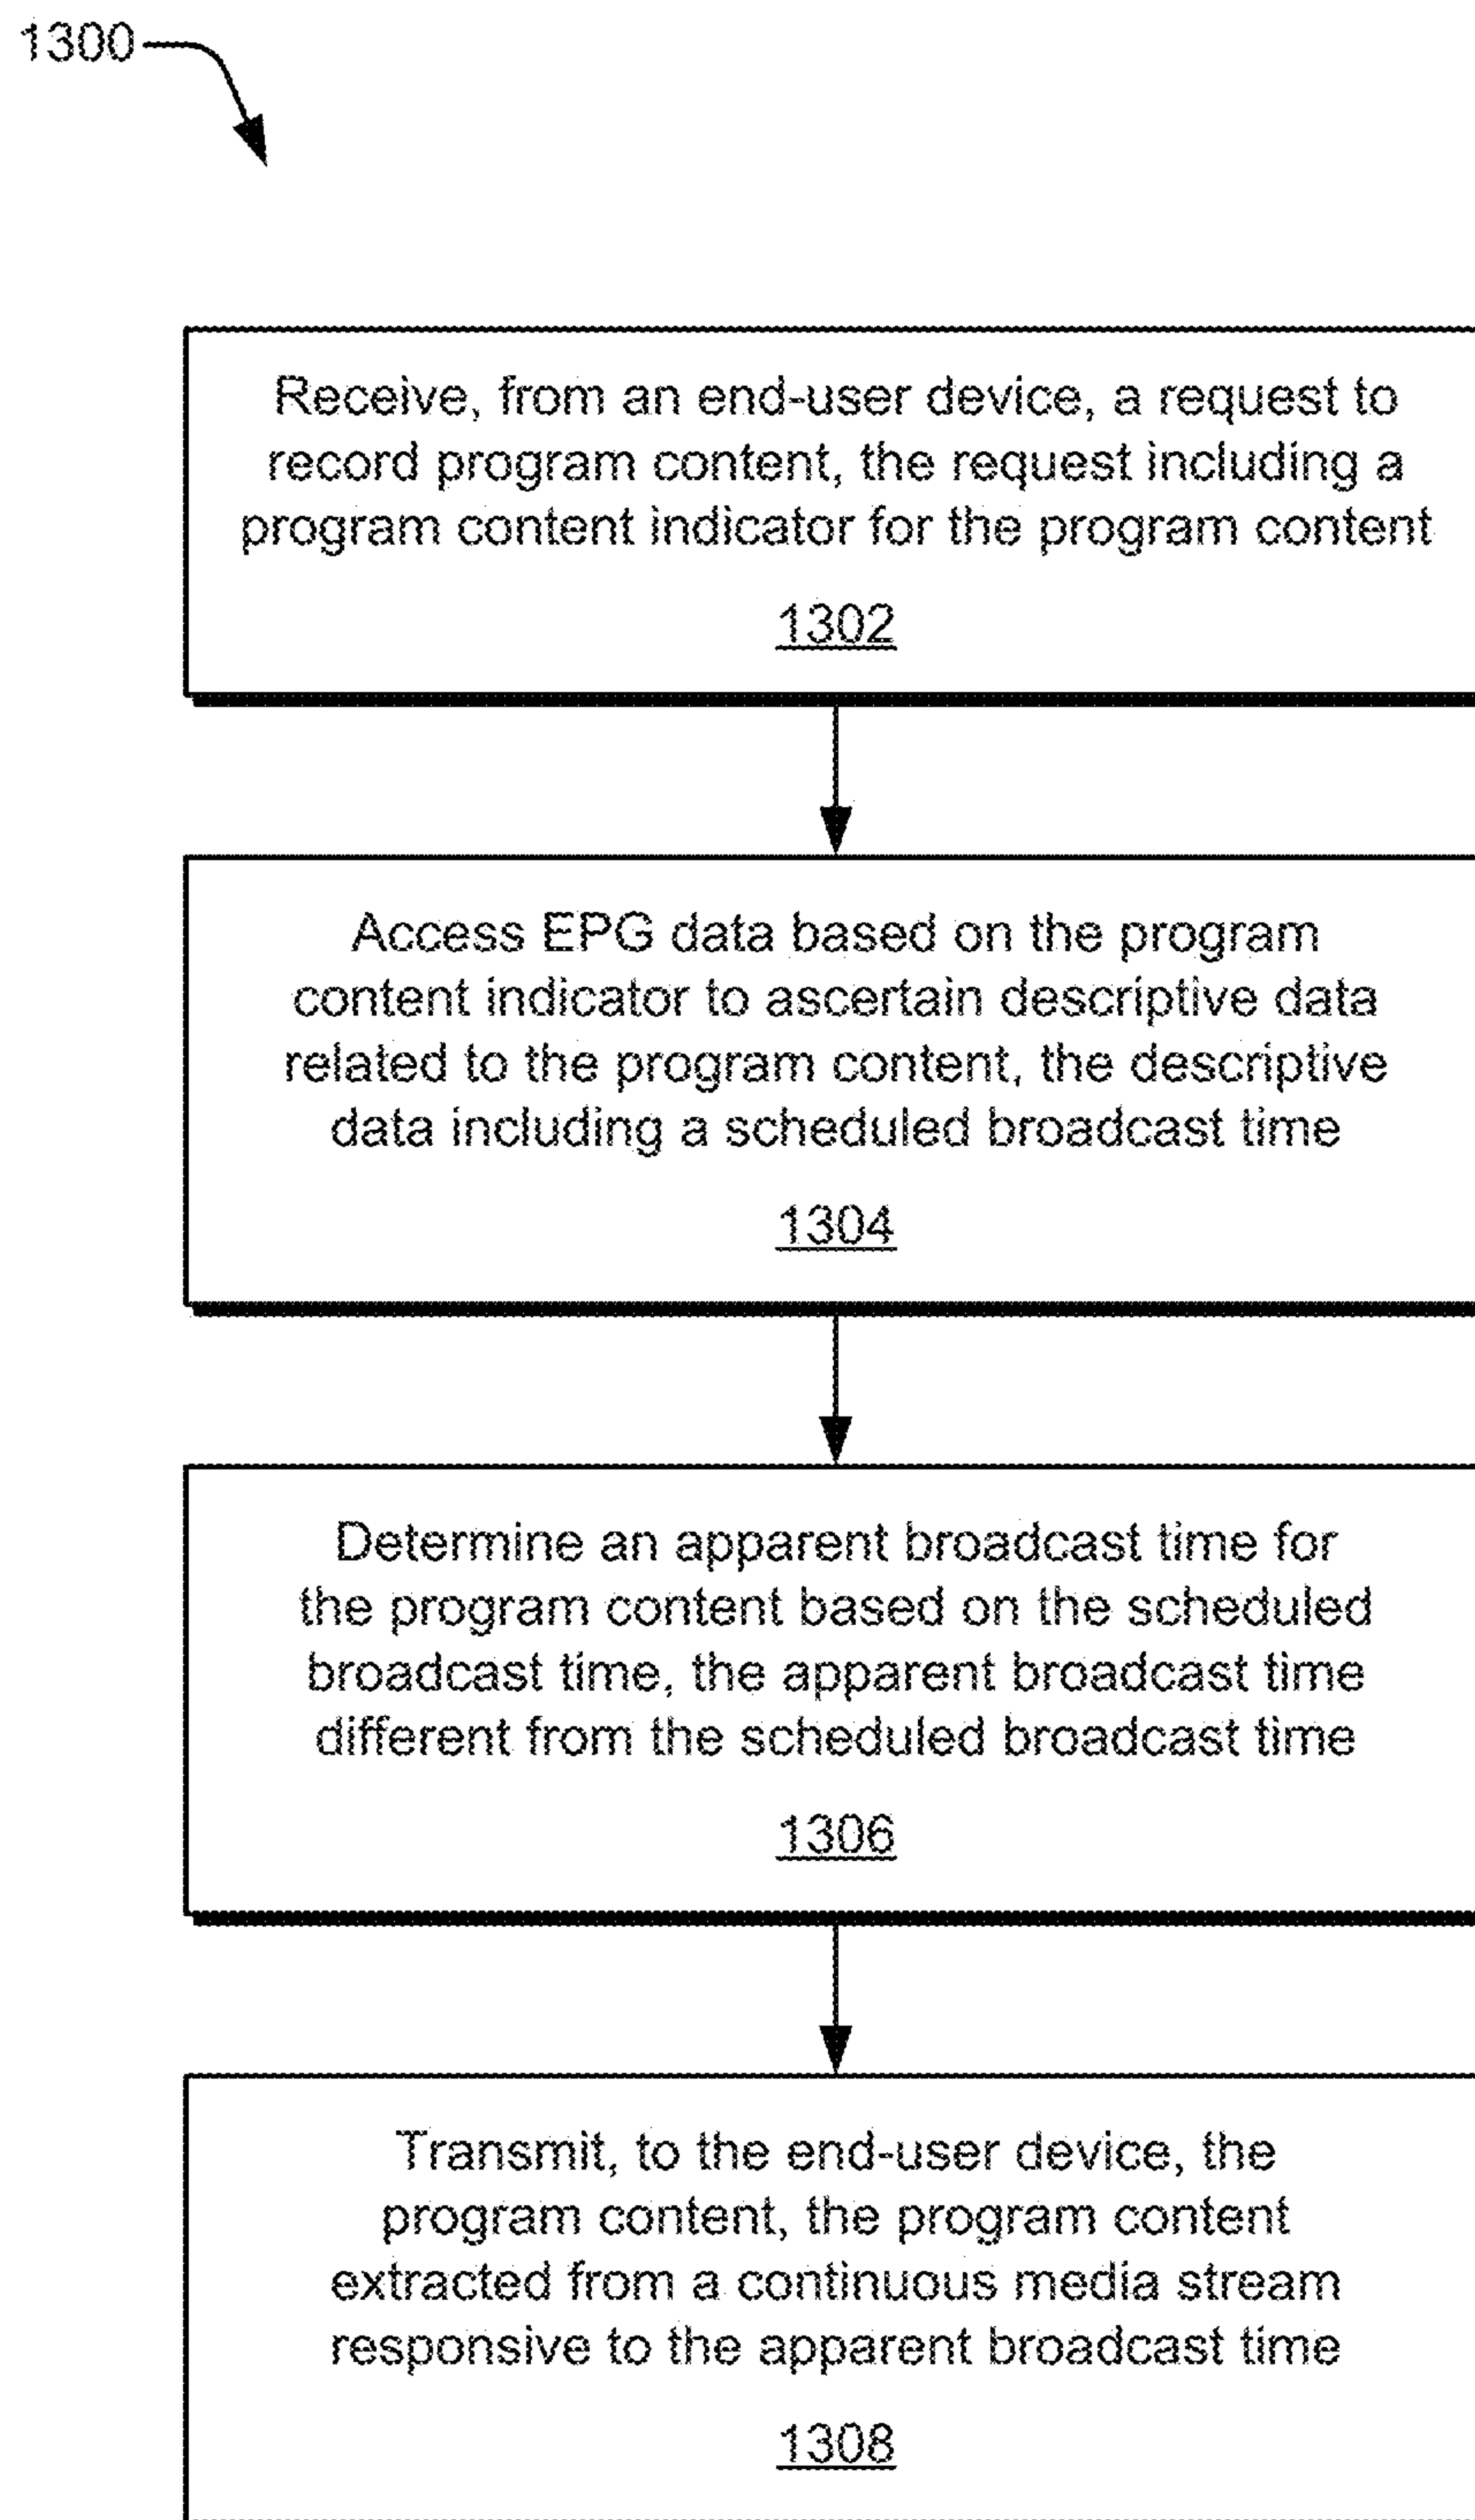 1300
Receive, from an end-user device, a request to
record program content, the request including a
program content indicator for the program content
1302
Access EPG data based on the program
content indicator to ascertain descriptive data
related to the program content, the descriptive
data including a scheduled broadcast time
1304
Determine an apparent broadcast time for
the program content based on the scheduled
broadcast time, the apparent broadcast time
different from the scheduled broadcast time
1306
Transmit, to the end-user device, the
program content, the program content
extracted from a continuous media stream
responsive to the apparent broadcast time
1308